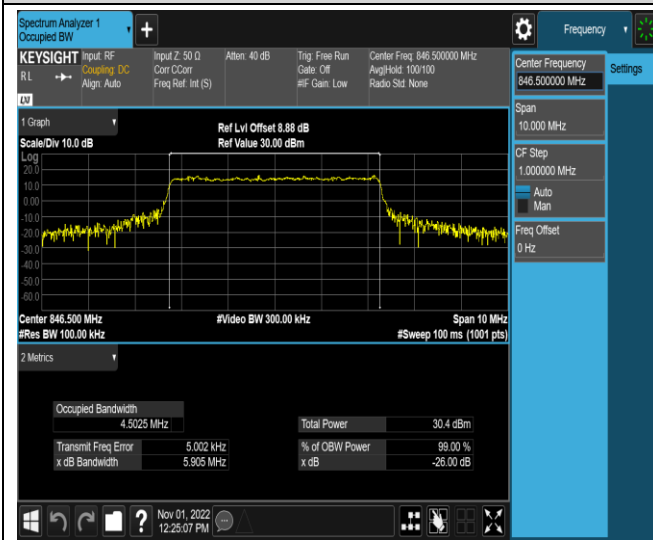 Spectrum Analyzer 1
Occupied BW
+
Frequency
KEYSIGHT
RL
LXI
Input: RF
Coupling: DC
Align: Auto
Input Z: 50 Ω
Corr CCorr
Freq Ref: Int (S)
Atten: 40 dB
Trig: Free Run
Gate: Off
#IF Gain: Low
Center Freq: 846.500000 MHz
Avg|Hold: 100/100
Radio Std: None
Center Frequency
846.500000 MHz
Settings
Span
10.000 MHz
CF Step
1.000000 MHz
Auto
Man
Freq Offset
0 Hz
1 Graph
Ref Lvl Offset 8.88 dB
Scale/Div 10.0 dB
Ref Value 30.00 dBm
Log
20.0
10.0
0.00
-10.0
-20.0
-30.0
-40.0
-50.0
-60.0
Center 846.500 MHz
#Video BW 300.00 kHz
Span 10 MHz
#Res BW 100.00 kHz
#Sweep 100 ms (1001 pts)
2 Metrics
Occupied Bandwidth
4.5025 MHz
Total Power 30.4 dBm
Transmit Freq Error 5.002 kHz
% of OBW Power 99.00 %
x dB Bandwidth 5.905 MHz
x dB -26.00 dB
?
Nov 01, 2022
12:25:07 PM